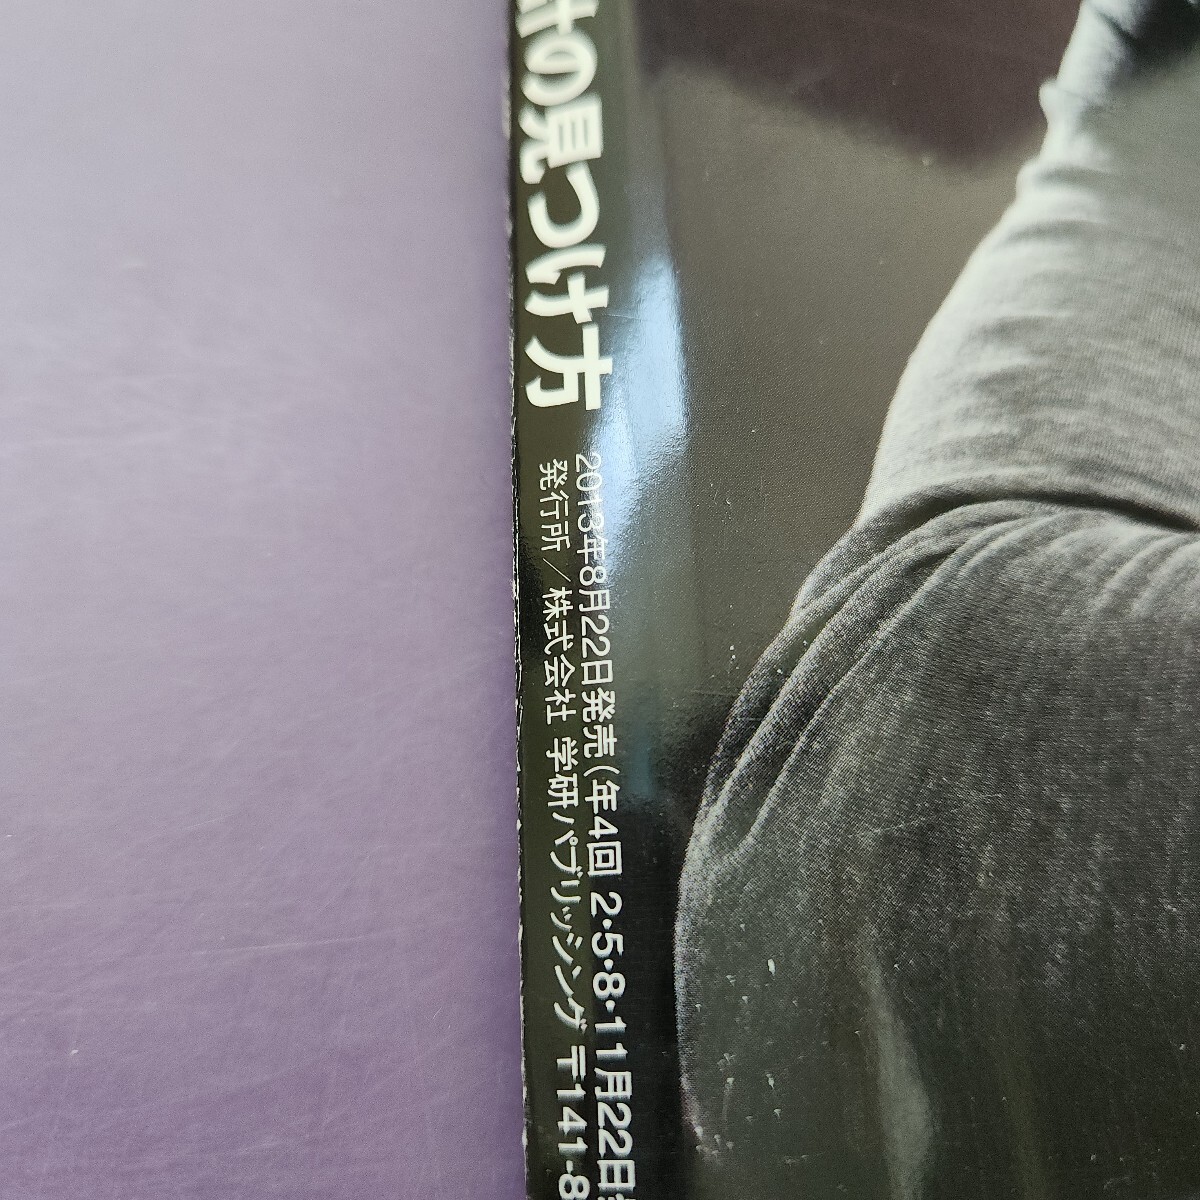 の見つけ方
2013年8月22日発売(年4回 2・5・8・11月22日
発行所／株式会社 学研パブリッシング 〒141-8